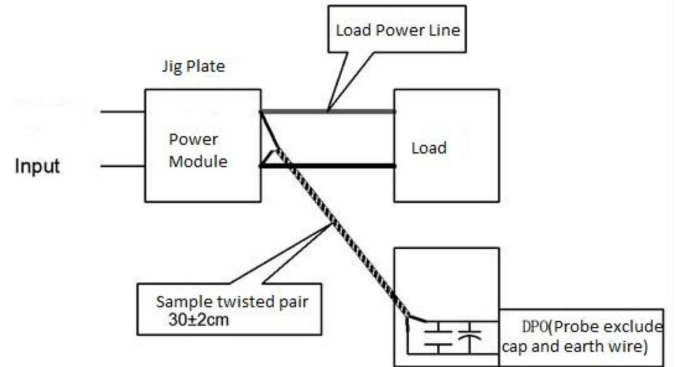 Load Power Line
Jig Plate
Power
Module
Load
Input
Sample twisted pair
30±2cm
DPO(Probe exclude
cap and earth wire)